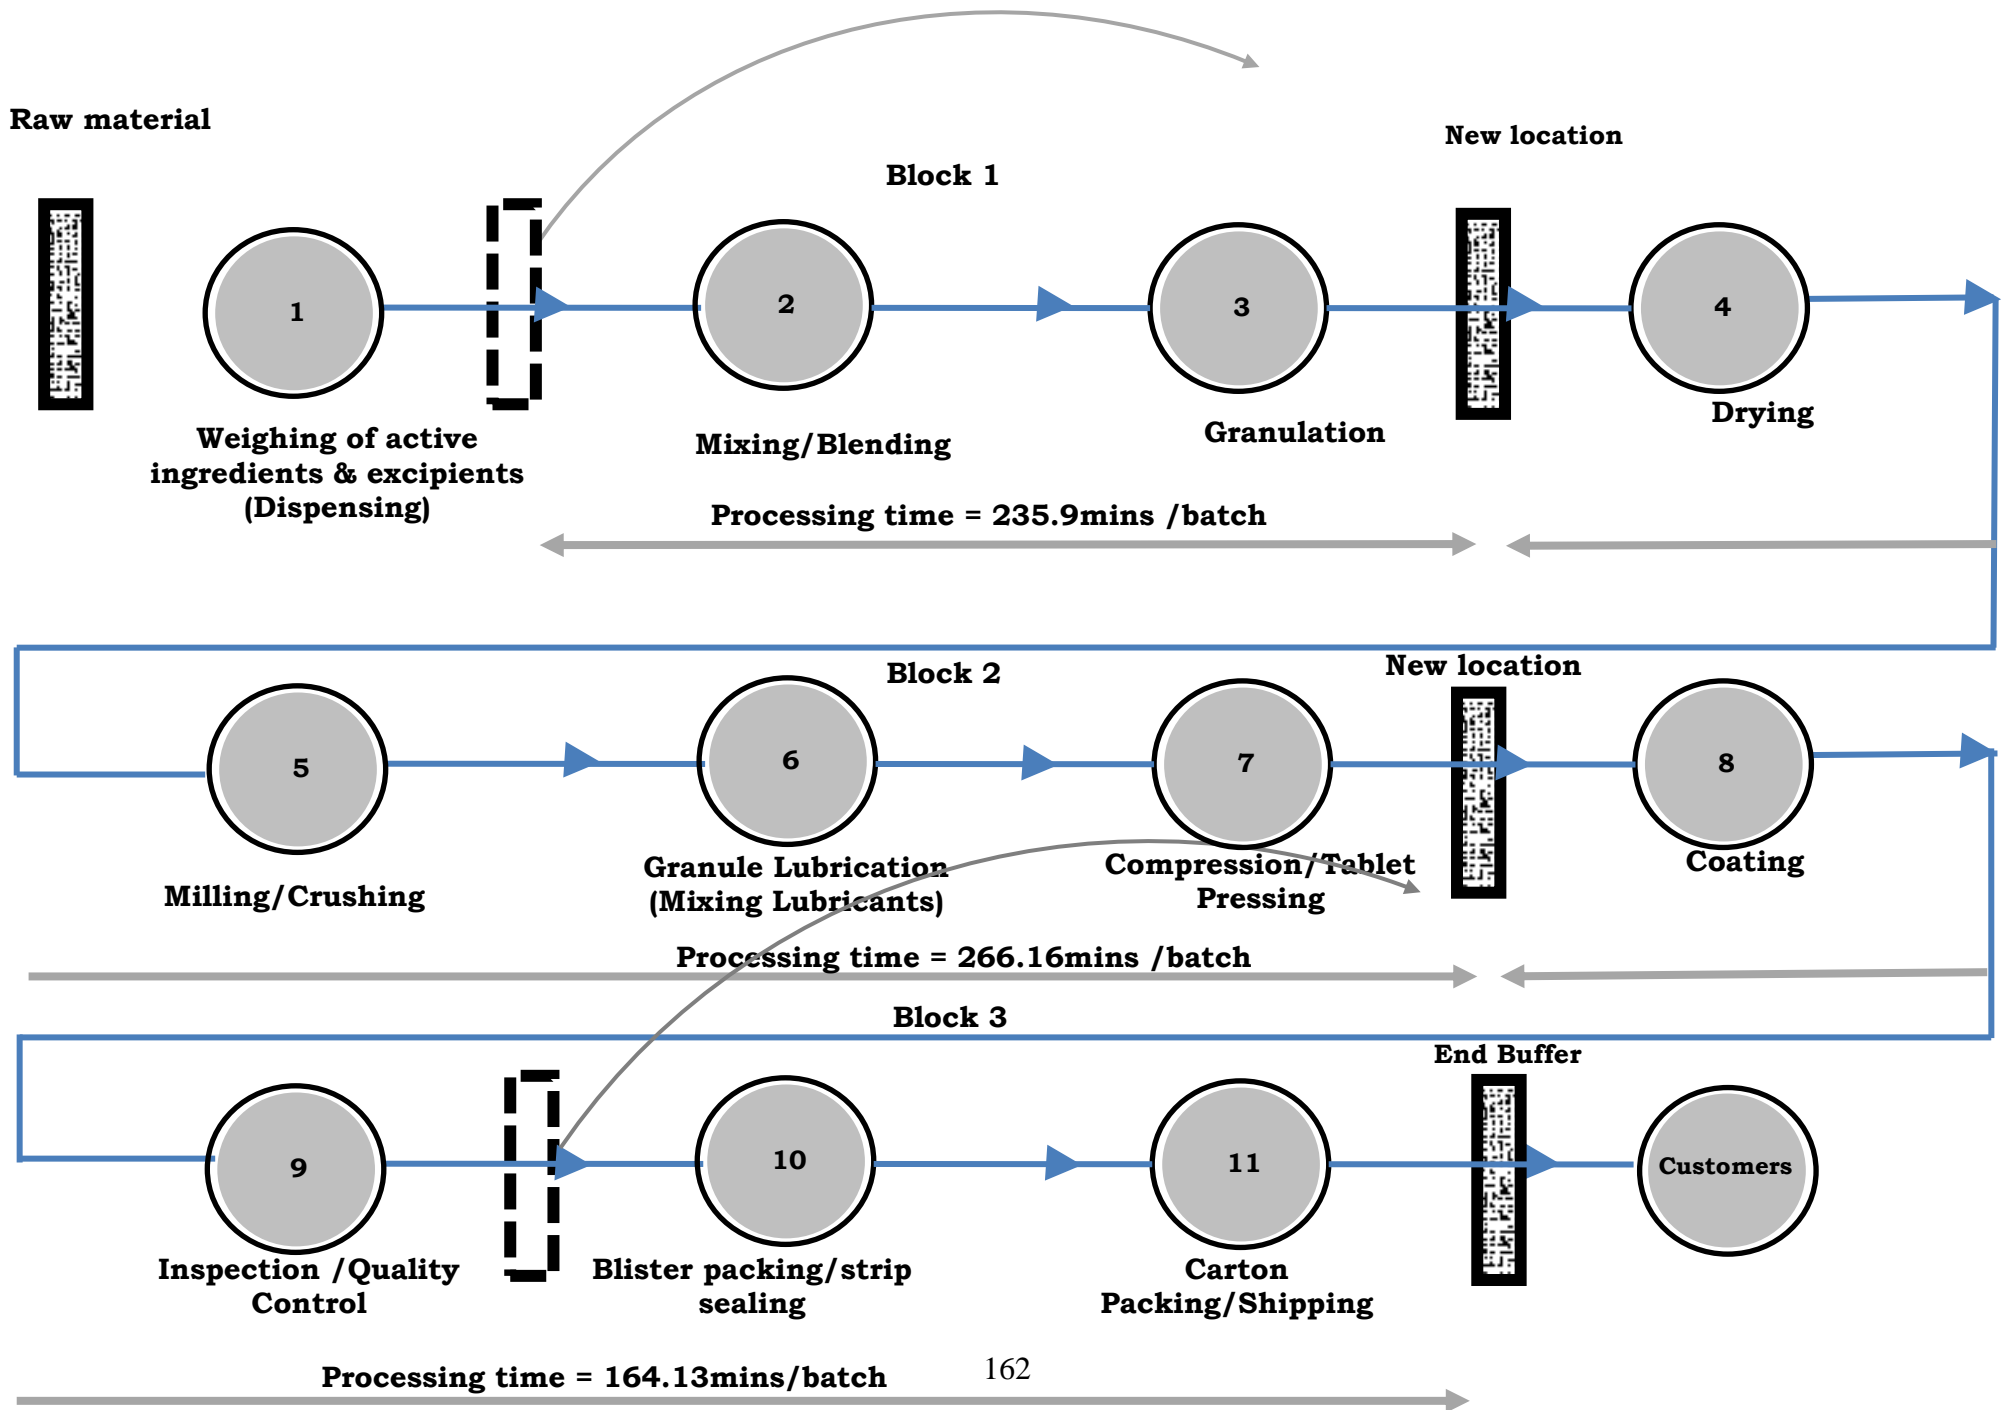 Raw material
New location
Block 1
1
2
3
4
Weighing of active
ingredients & excipients
(Dispensing)
Mixing/Blending
Granulation
Drying
Processing time = 235.9mins /batch
Block 2
New location
5
6
7
8
Milling/Crushing
Granule Lubrication
(Mixing Lubricants)
Compression/Tablet
Pressing
Coating
Processing time = 266.16mins /batch
Block 3
End Buffer
9
10
11
Customers
Inspection /Quality
Control
Blister packing/strip
sealing
Carton
Packing/Shipping
Processing time = 164.13mins/batch
162